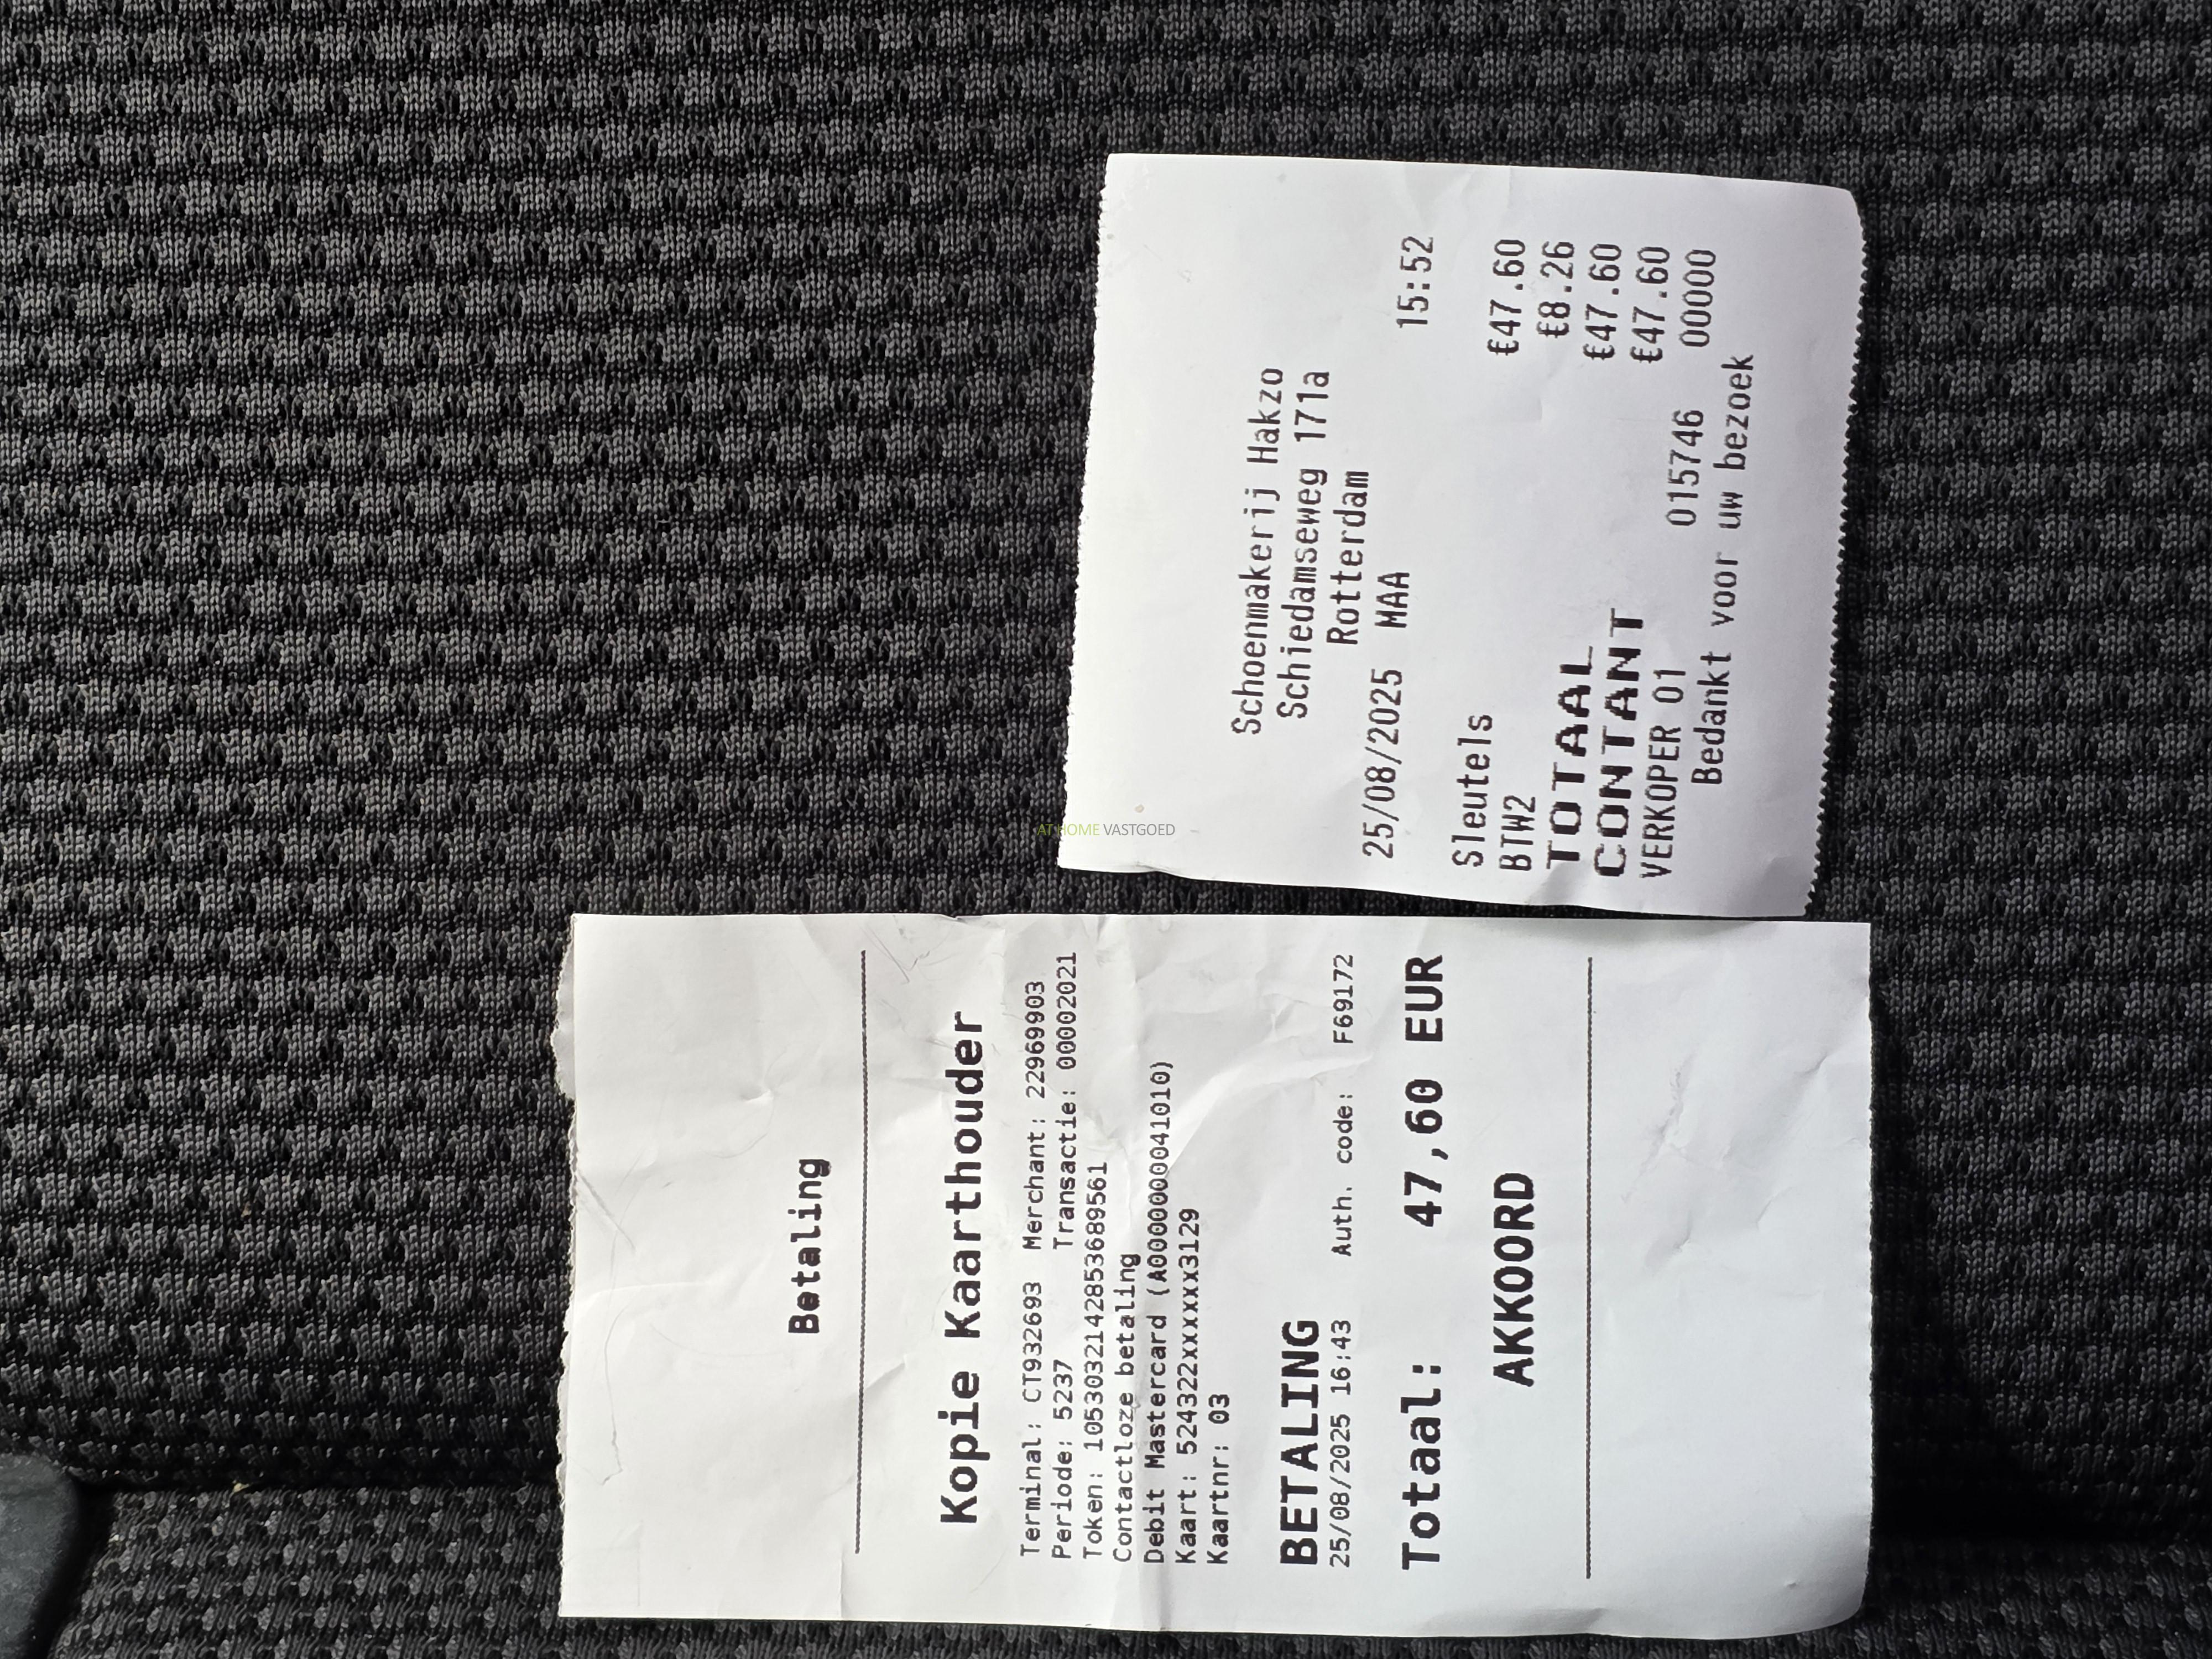 Schoenmakerij Hakzo
Schiedamseweg 171a
Rotterdam
25/08/2025 MAA 15:52
Sleutels €47.60
BTW2 €8.26
TOTAAL €47.60
CONTANT €47.60
VERKOPER 01 015746 00000
Bedankt voor uw bezoek
AT HOME VASTGOED
Betaling
Kopie Kaarthouder
Terminal: CT932693 Merchant: 22969903
Periode: 5237 Transactie: 000002021
Token: 1053032142853689561
Contactloze betaling
Debit Mastercard (A0000000041010)
Kaart: 524322xxxxxxx3129
Kaartnr: 03
BETALING
25/08/2025 16:43 Auth. code: F69172
Totaal: 47,60 EUR
AKKOORD